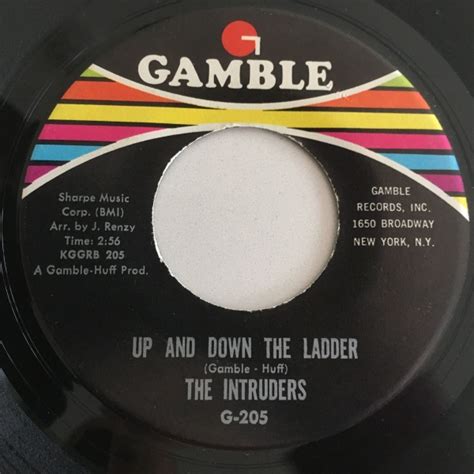 G
GAMBLE
Sharpe Music
Corp. (BMI)
Arr. by J. Renzy
Time: 2:56
KGGRB 205
A Gamble-Huff Prod.
GAMBLE
RECORDS, INC.
1650 BROADWAY
NEW YORK, N.Y.
UP AND DOWN THE LADDER
(Gamble - Huff)
THE INTRUDERS
G-205